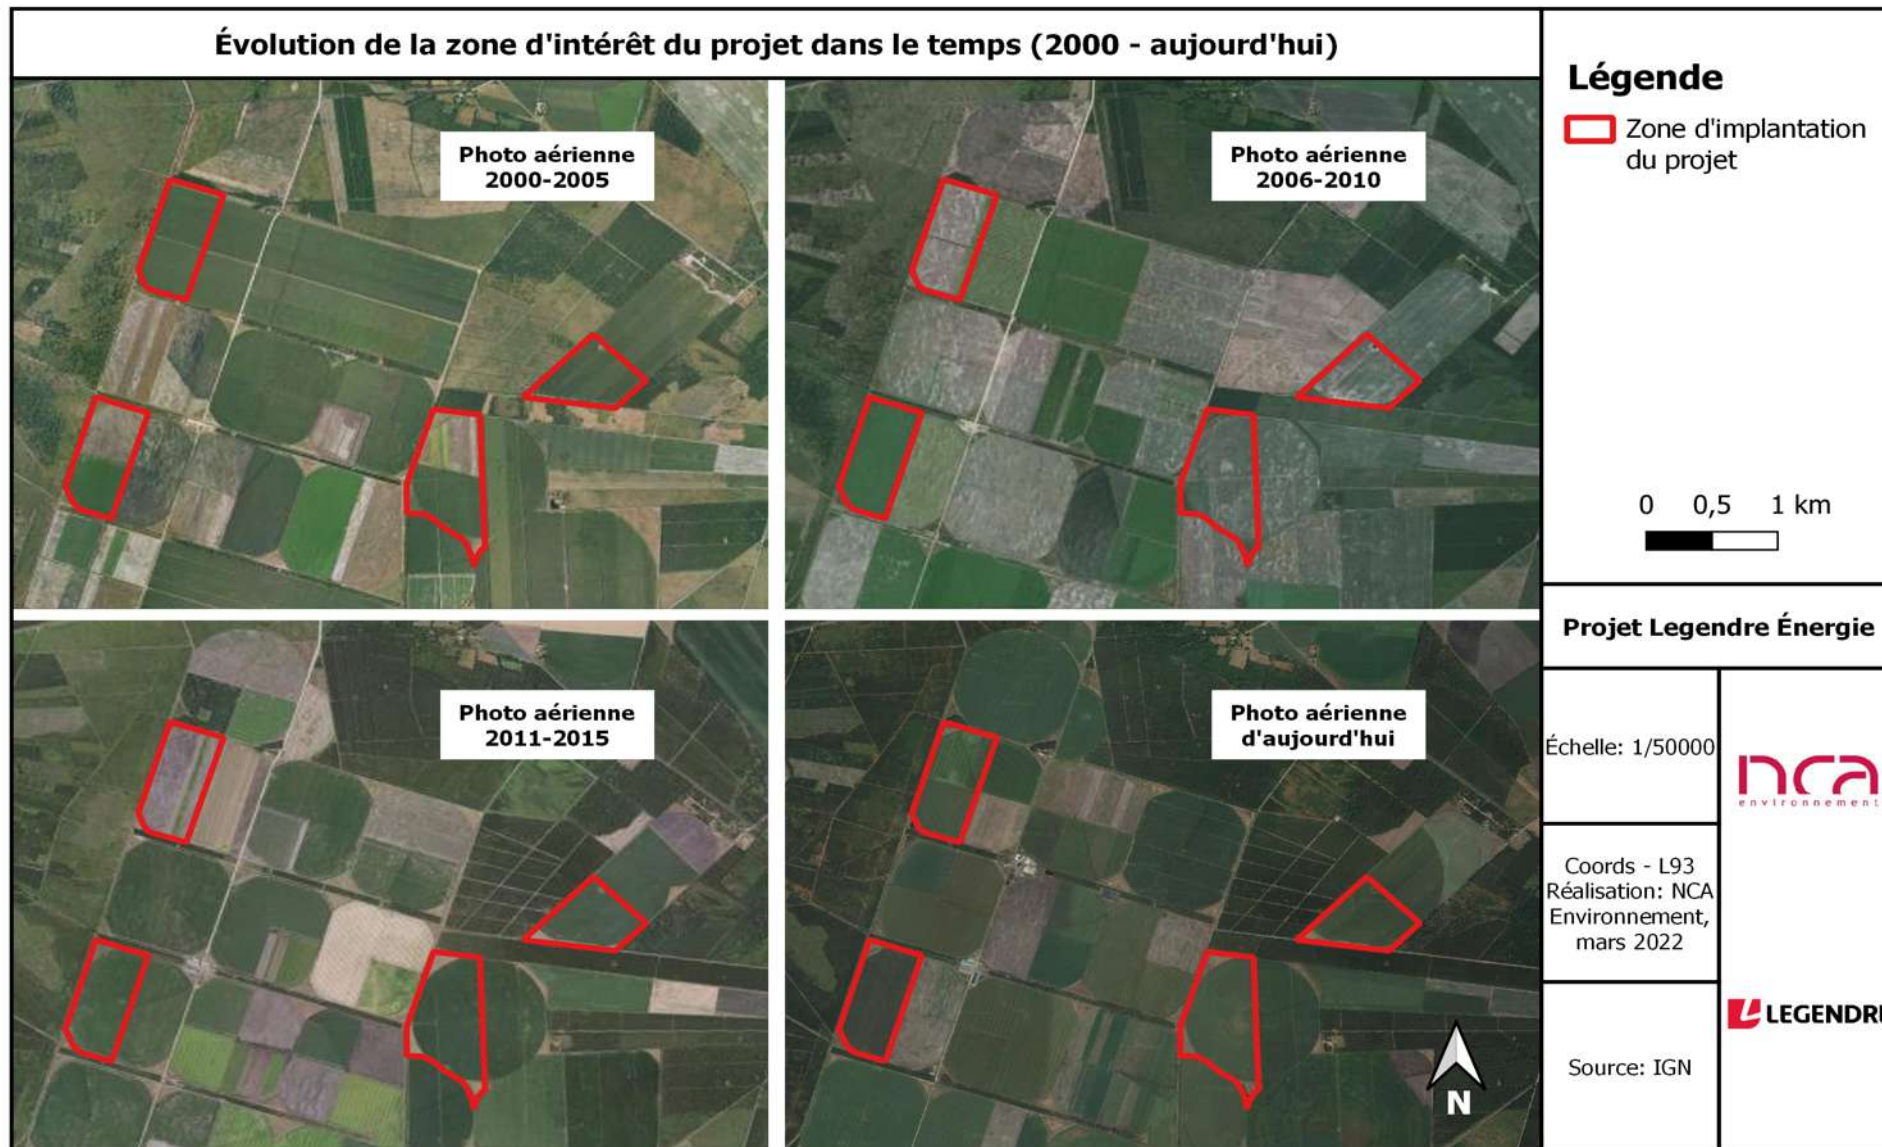 Évolution de la zone d'intérêt du projet dans le temps (2000 - aujourd'hui)
Photo aérienne
2000-2005
Photo aérienne
2006-2010
Photo aérienne
2011-2015
Photo aérienne
d'aujourd'hui
N
Légende
Zone d'implantation
du projet
0 0,5 1 km
Projet Legendre Énergie
Échelle: 1/50000
Coords - L93
Réalisation: NCA
Environnement,
mars 2022
Source: IGN
nca
environnement
LEGENDRE